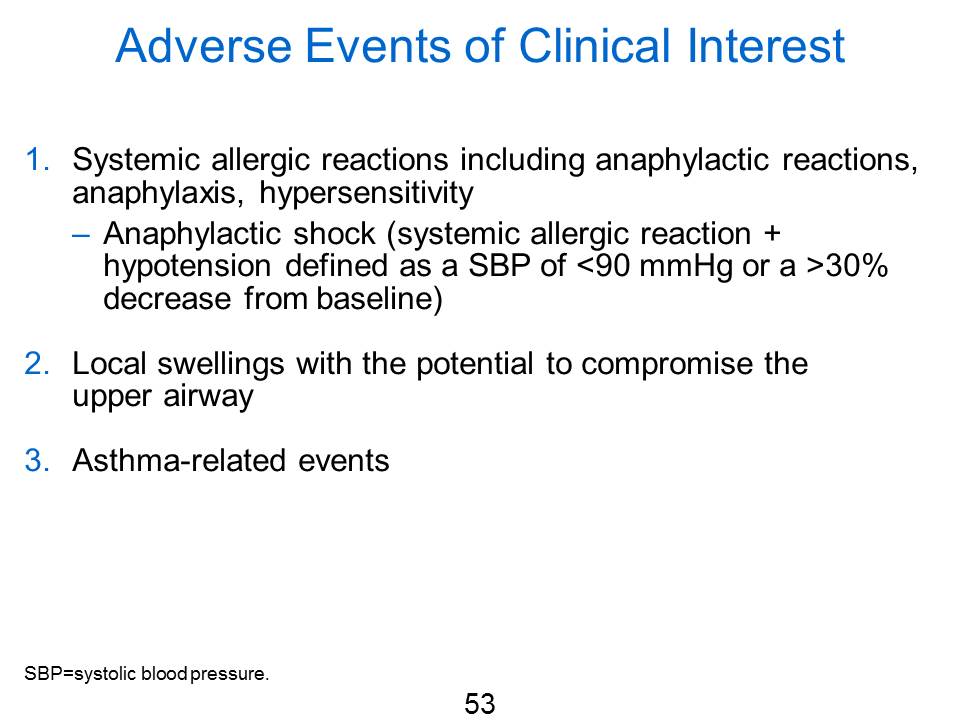 Adverse Events of Clinical Interest
1. Systemic allergic reactions including anaphylactic reactions,
anaphylaxis, hypersensitivity
– Anaphylactic shock (systemic allergic reaction +
hypotension defined as a SBP of <90 mmHg or a >30%
decrease from baseline)
2. Local swellings with the potential to compromise the
upper airway
3. Asthma-related events
SBP=systolic blood pressure.
53